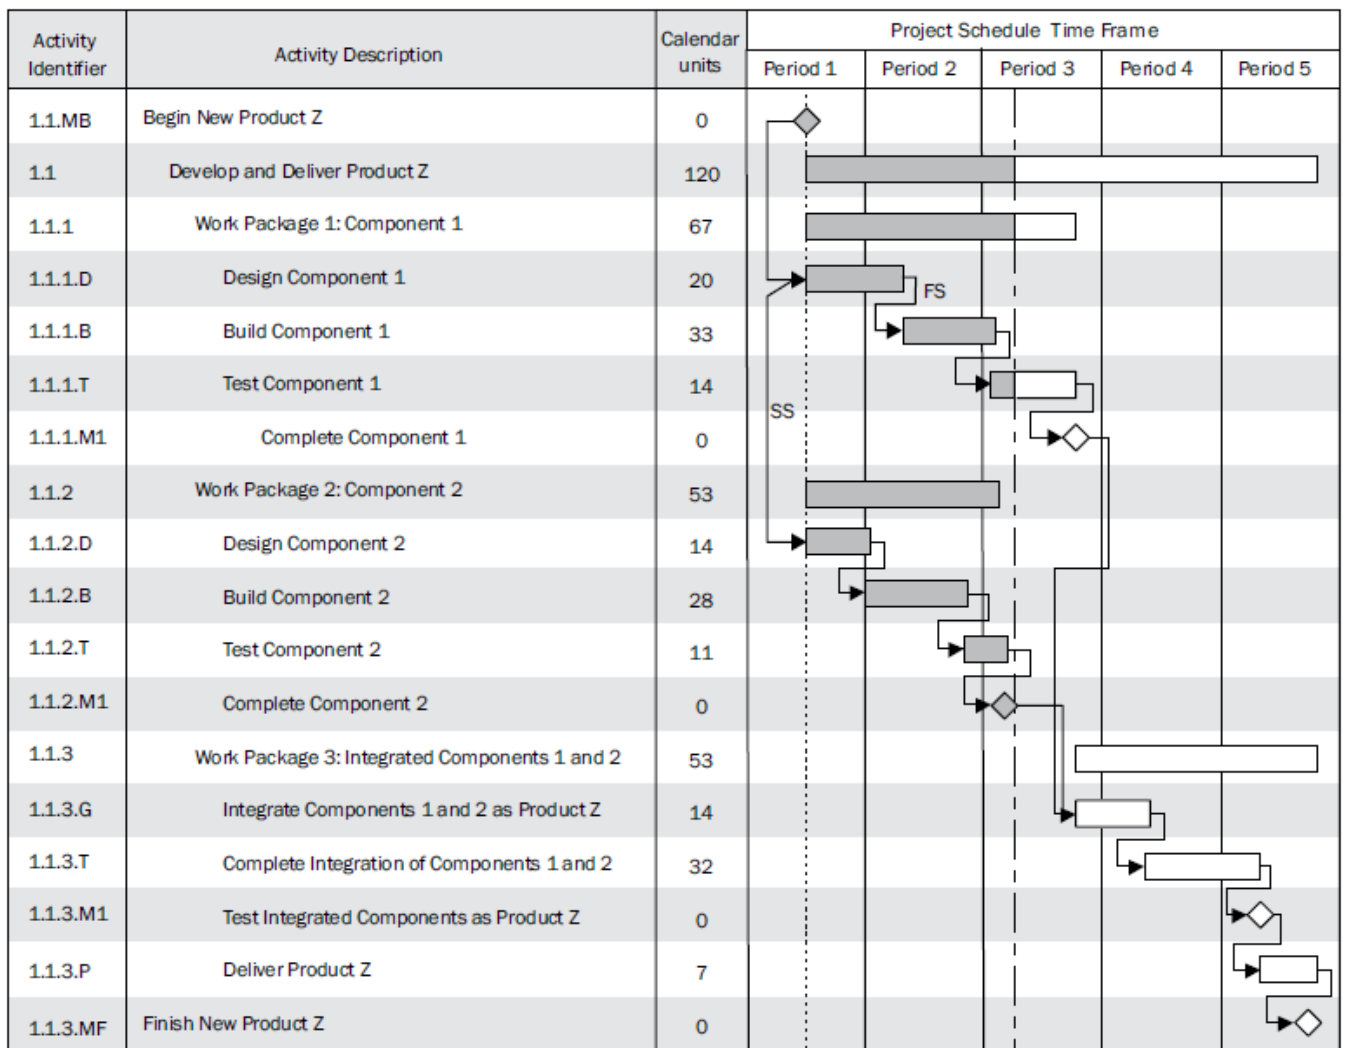 Activity Identifier Activity Description Calendar units Project Schedule Time Frame
Period 1 Period 2 Period 3 Period 4 Period 5
1.1.MB Begin New Product Z 0
1.1 Develop and Deliver Product Z 120
1.1.1 Work Package 1: Component 1 67
1.1.1.D Design Component 1 20
FS
1.1.1.B Build Component 1 33
1.1.1.T Test Component 1 14
SS
1.1.1.M1 Complete Component 1 0
1.1.2 Work Package 2: Component 2 53
1.1.2.D Design Component 2 14
1.1.2.B Build Component 2 28
1.1.2.T Test Component 2 11
1.1.2.M1 Complete Component 2 0
1.1.3 Work Package 3: Integrated Components 1 and 2 53
1.1.3.G Integrate Components 1 and 2 as Product Z 14
1.1.3.T Complete Integration of Components 1 and 2 32
1.1.3.M1 Test Integrated Components as Product Z 0
1.1.3.P Deliver Product Z 7
1.1.3.MF Finish New Product Z 0